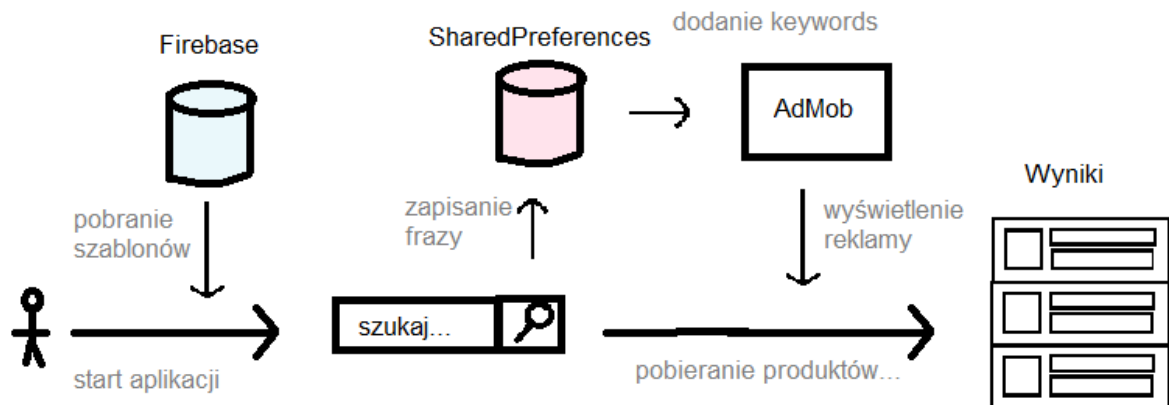 Firebase
SharedPreferences
dodanie keywords
AdMob
Wyniki
pobranie
szablonów
zapisanie
frazy
wyświetlenie
reklamy
szukaj...
start aplikacji
pobieranie produktów...